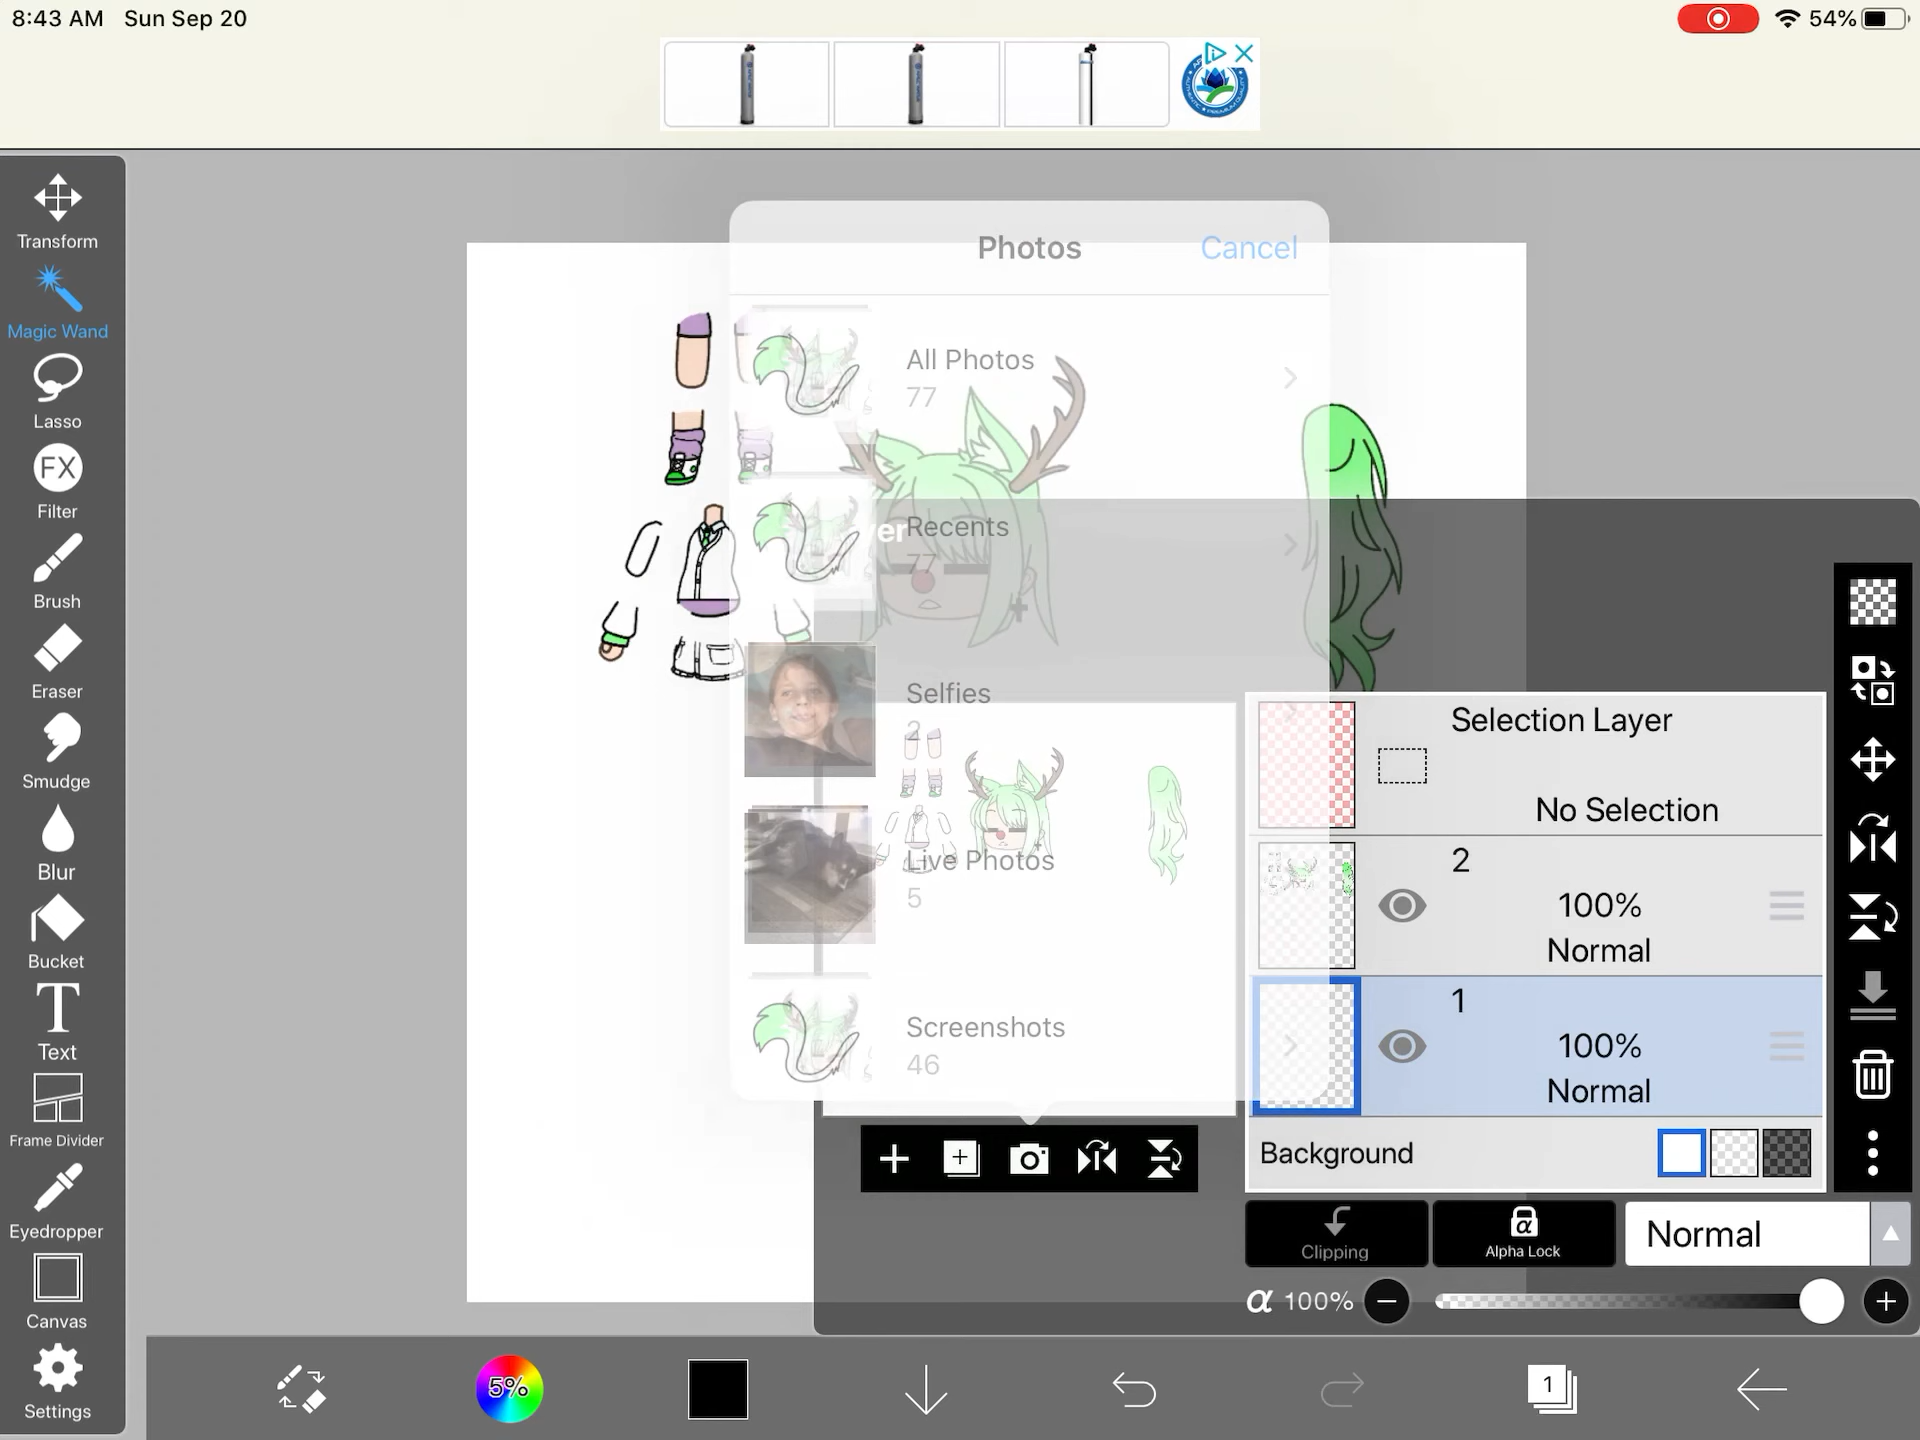 8:43 AM Sun Sep 20
54%
Photos
Cancel
All Photos
77
Recents
77
Selfies
2
Live Photos
5
Screenshots
46
Transform
Magic Wand
Lasso
FX
Filter
Brush
Eraser
Smudge
Blur
Bucket
T
Text
Frame Divider
Eyedropper
Canvas
Settings
Selection Layer
No Selection
2
100%
Normal
1
100%
Normal
Background
Clipping
α
Alpha Lock
Normal
α 100%
5%
1